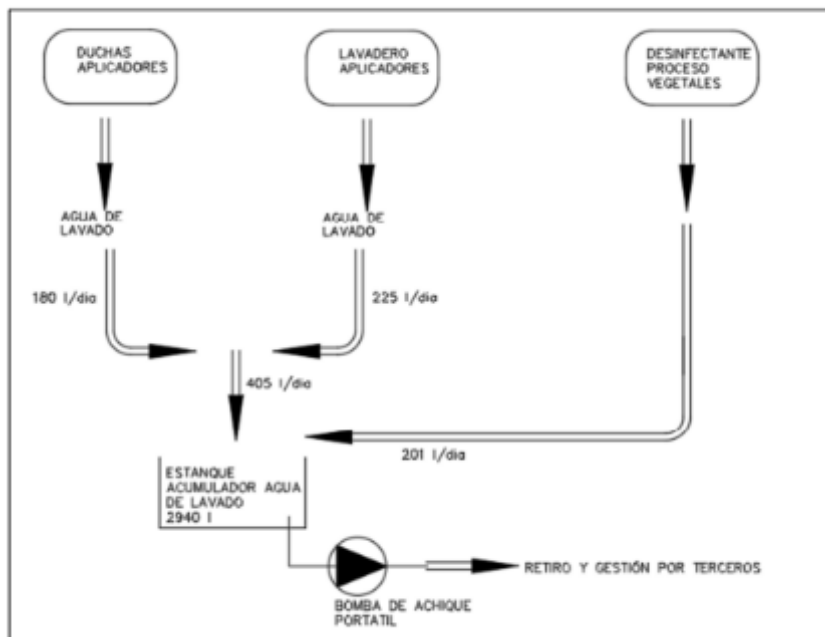 DUCHAS
APLICADORES
LAVADERO
APLICADORES
DESINFECTANTE
PROCESO
VEGETALES
AGUA DE
LAVADO
AGUA DE
LAVADO
180 l/dia
225 l/dia
405 l/dia
201 l/dia
ESTANQUE
ACUMULADOR AGUA
DE LAVADO
2940 l
RETIRO Y GESTIÓN POR TERCEROS
BOMBA DE ACHIQUE
PORTATIL